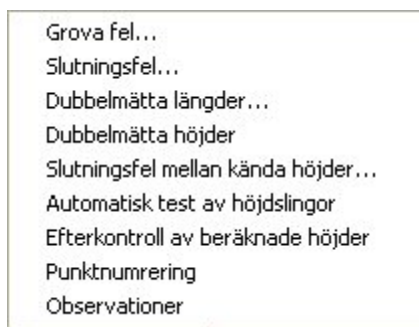 Grova fel...
Slutningsfel...
Dubbelmätta längder...
Dubbelmätta höjder
Slutningsfel mellan kända höjder...
Automatisk test av höjdslingor
Efterkontroll av beräknade höjder
Punktnumrering
Observationer